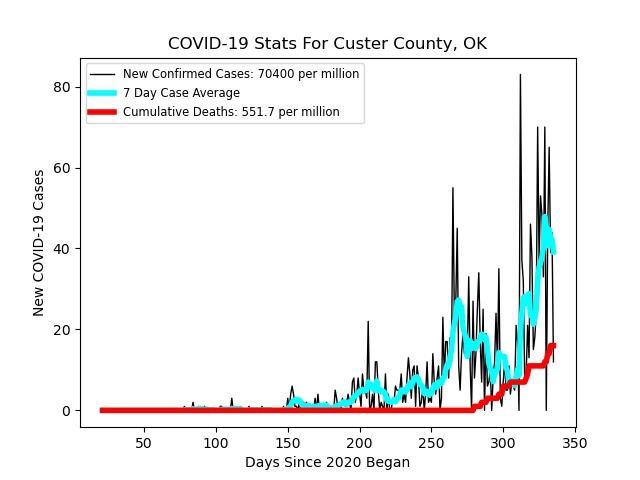 COVID-19 Stats For Custer County, OK
New Confirmed Cases: 70400 per million
7 Day Case Average
Cumulative Deaths: 551.7 per million
New COVID-19 Cases
80
60
40
20
0
50 100 150 200 250 300 350
Days Since 2020 Began